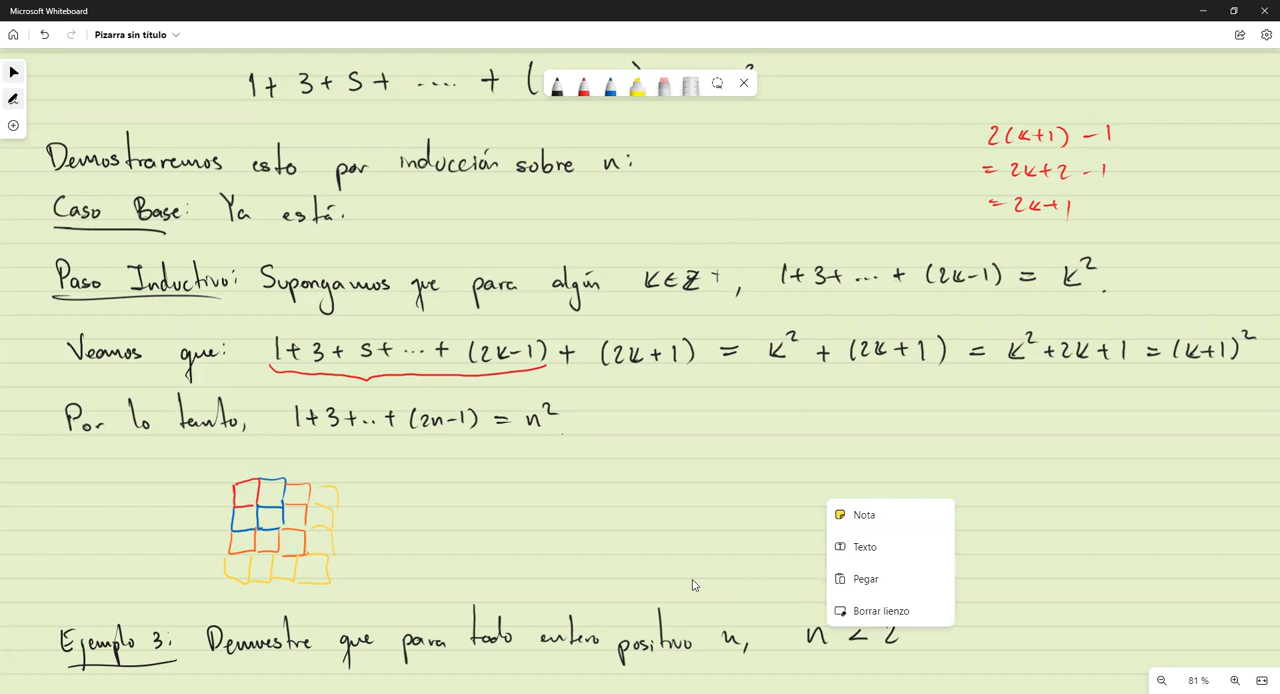 Microsoft Whiteboard
Pizarra sin título
1 + 3 + 5 + .... + (
Demostraremos esto por inducción sobre n:
Caso Base: Ya está.
2(k+1) - 1
= 2k+2 - 1
= 2k+1
Paso Inductivo: Supongamos que para algún k∈Z+, 1+3+...+(2k-1) = k².
Veamos que: 1+3+5+...+(2k-1)+(2k+1) = k²+(2k+1) = k²+2k+1 = (k+1)²
Por lo tanto, 1+3+..+(2n-1) = n²
Nota
Texto
Pegar
Borrar lienzo
Ejemplo 3: Demuestre que para todo entero positivo n, n < 2
81 %